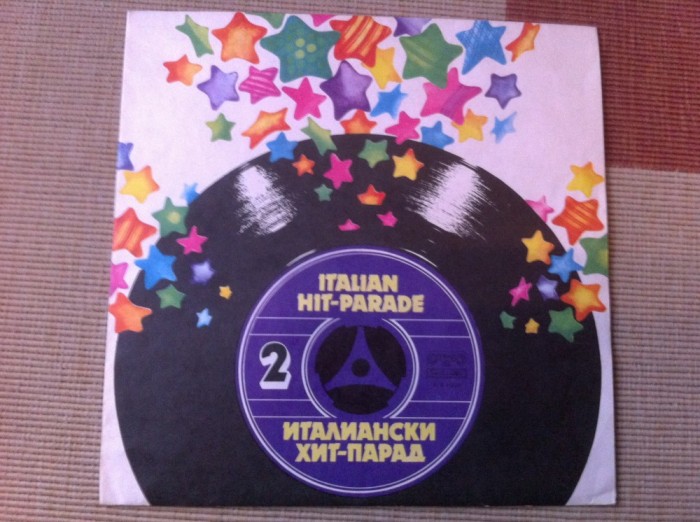 ITALIAN
HIT-PARADE
2
ИТАЛИАНСКИ
ХИТ-ПАРАД